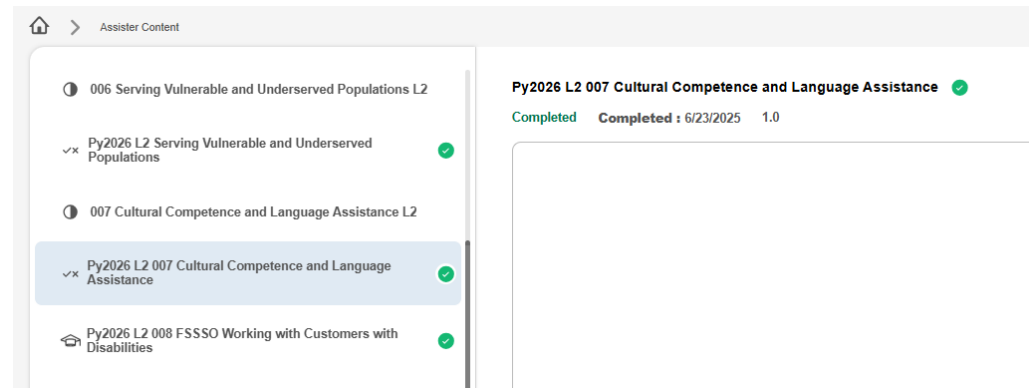 Assister Content
006 Serving Vulnerable and Underserved Populations L2
Py2026 L2 Serving Vulnerable and Underserved
Populations
007 Cultural Competence and Language Assistance L2
Py2026 L2 007 Cultural Competence and Language
Assistance
Py2026 L2 008 FSSSO Working with Customers with
Disabilities
Py2026 L2 007 Cultural Competence and Language Assistance
Completed Completed : 6/23/2025 1.0